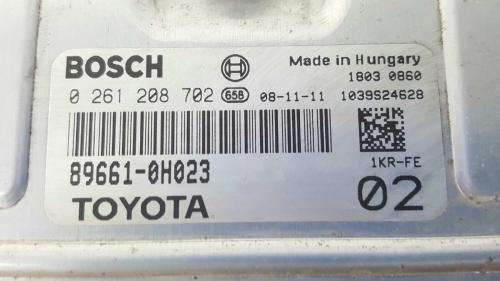 BOSCH Made in Hungary
1803 0860
0 261 208 702 658 08-11-11 1039S24628
89661-0H023 1KR-FE
TOYOTA 02